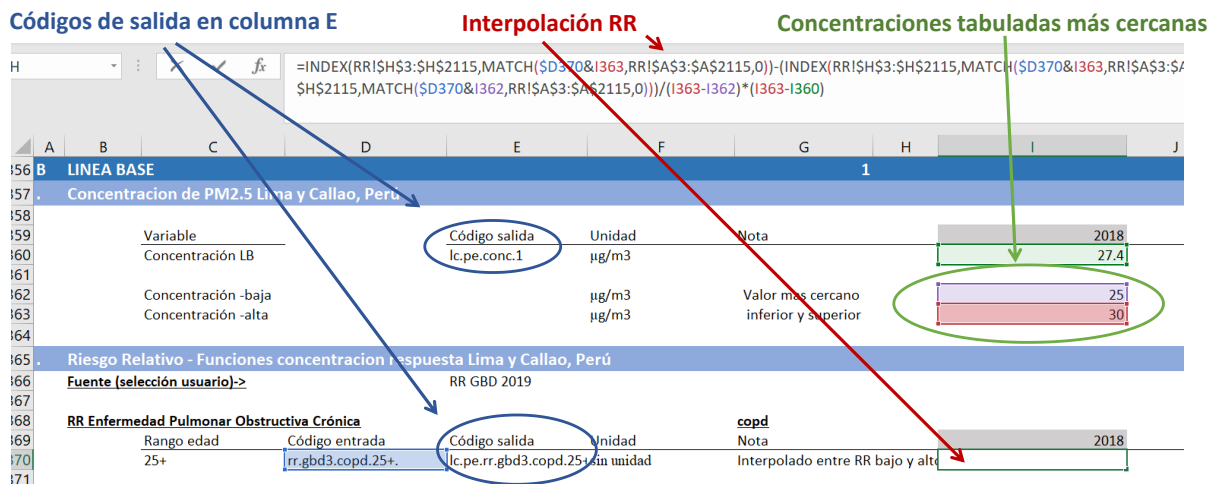 Códigos de salida en columna E Interpolación RR Concentraciones tabuladas más cercanas
H fx =INDEX(RR!$H$3:$H$2115,MATCH($D370&I363,RR!$A$3:$A$2115,0))-(INDEX(RR!$H$3:$H$2115,MATCH($D370&I363,RR!$A$3:$A
$H$2115,MATCH($D370&I362,RR!$A$3:$A$2115,0)))/(I363-I362)*(I363-I360)
A B C D E F G H I J
356 B LINEA BASE 1
357 . Concentracion de PM2.5 Lima y Callao, Perú
358
359 Variable Código salida Unidad Nota 2018
360 Concentración LB lc.pe.conc.1 µg/m3 27.4
361
362 Concentración -baja µg/m3 Valor mas cercano 25
363 Concentración -alta µg/m3 inferior y superior 30
364
365 . Riesgo Relativo - Funciones concentracion respuesta Lima y Callao, Perú
366 Fuente (selección usuario)-> RR GBD 2019
367
368 RR Enfermedad Pulmonar Obstructiva Crónica copd
369 Rango edad Código entrada Código salida Unidad Nota 2018
370 25+ rr.gbd3.copd.25+. lc.pe.rr.gbd3.copd.25+ sin unidad Interpolado entre RR bajo y alto
371